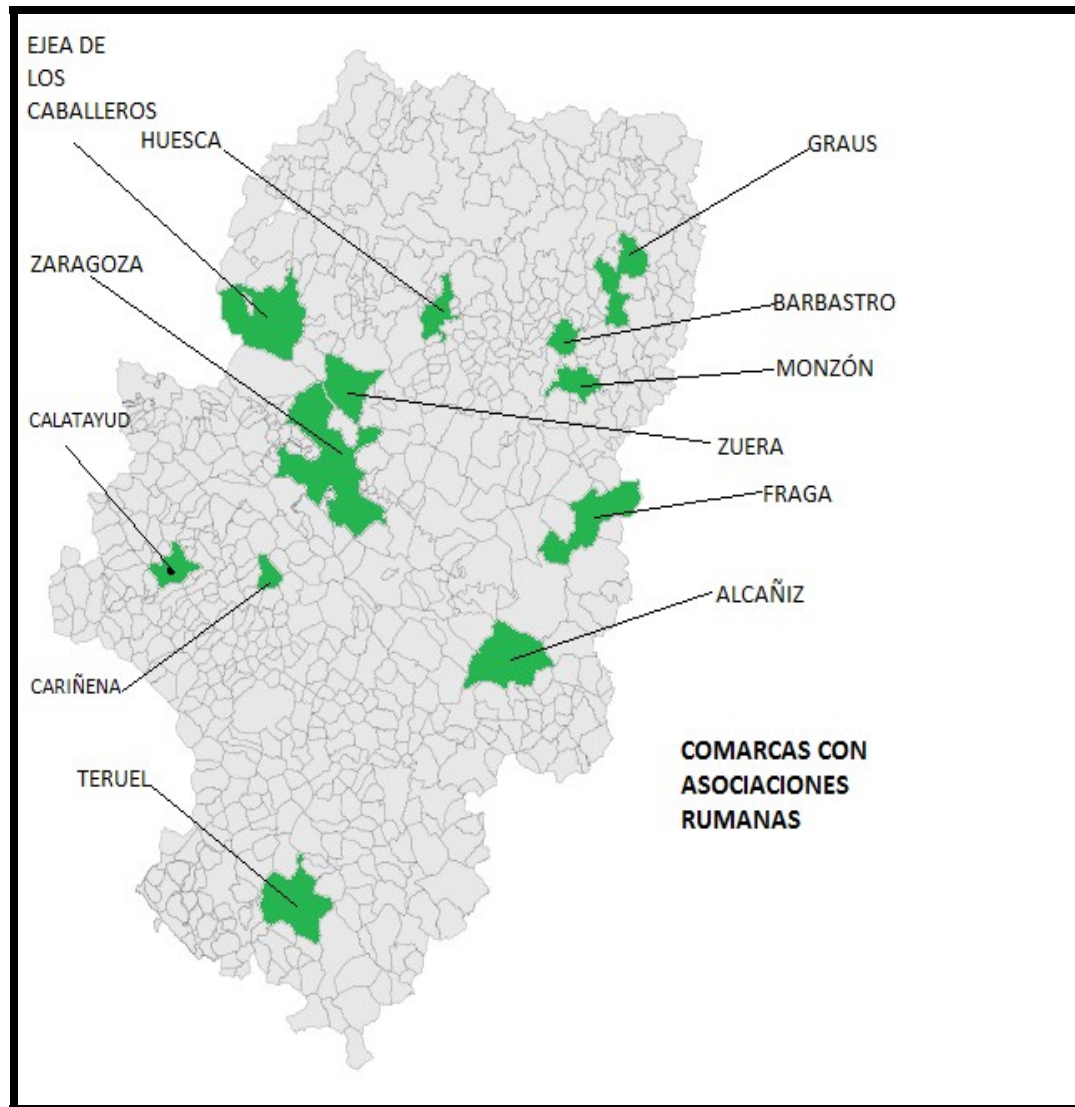 EJEA DE
LOS
CABALLEROS
HUESCA
GRAUS
ZARAGOZA
BARBASTRO
MONZÓN
CALATAYUD
ZUERA
FRAGA
ALCAÑIZ
CARIÑENA
COMARCAS CON
ASOCIACIONES
RUMANAS
TERUEL